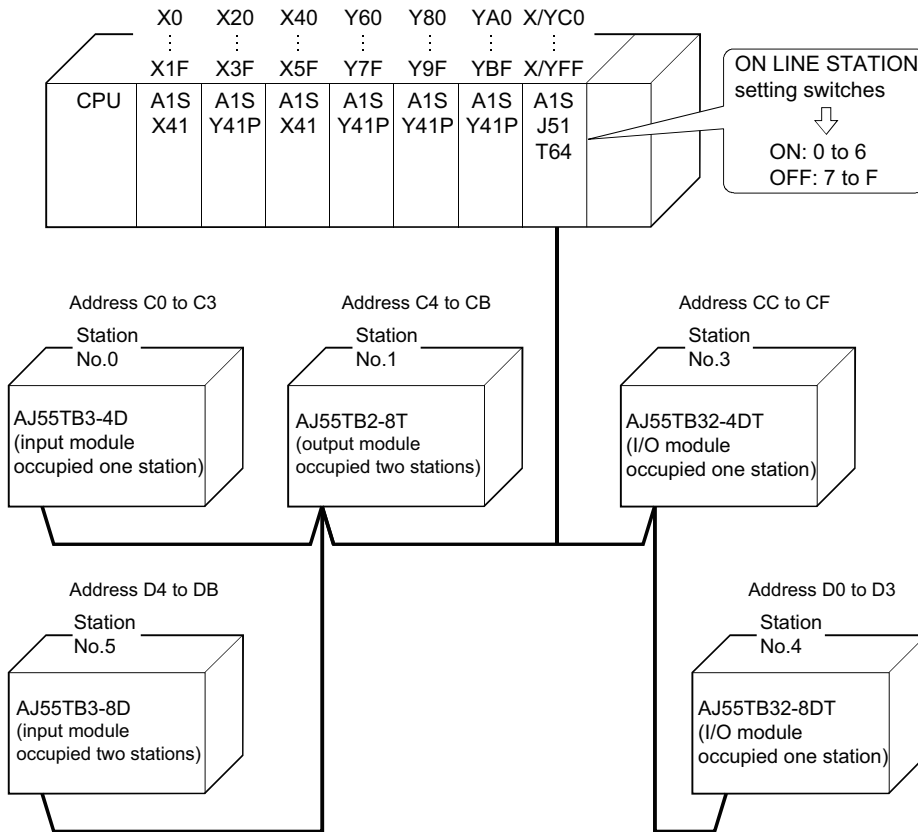 X0 X20 X40 Y60 Y80 YA0 X/YC0
X1F X3F X5F Y7F Y9F YBF X/YFF
CPU A1S A1S A1S A1S A1S A1S A1S
X41 Y41P X41 Y41P Y41P Y41P J51
T64
ON LINE STATION
setting switches
ON: 0 to 6
OFF: 7 to F
Address C0 to C3
Station
No.0
AJ55TB3-4D
(input module
occupied one station)
Address C4 to CB
Station
No.1
AJ55TB2-8T
(output module
occupied two stations)
Address CC to CF
Station
No.3
AJ55TB32-4DT
(I/O module
occupied one station)
Address D4 to DB
Station
No.5
AJ55TB3-8D
(input module
occupied two stations)
Address D0 to D3
Station
No.4
AJ55TB32-8DT
(I/O module
occupied one station)